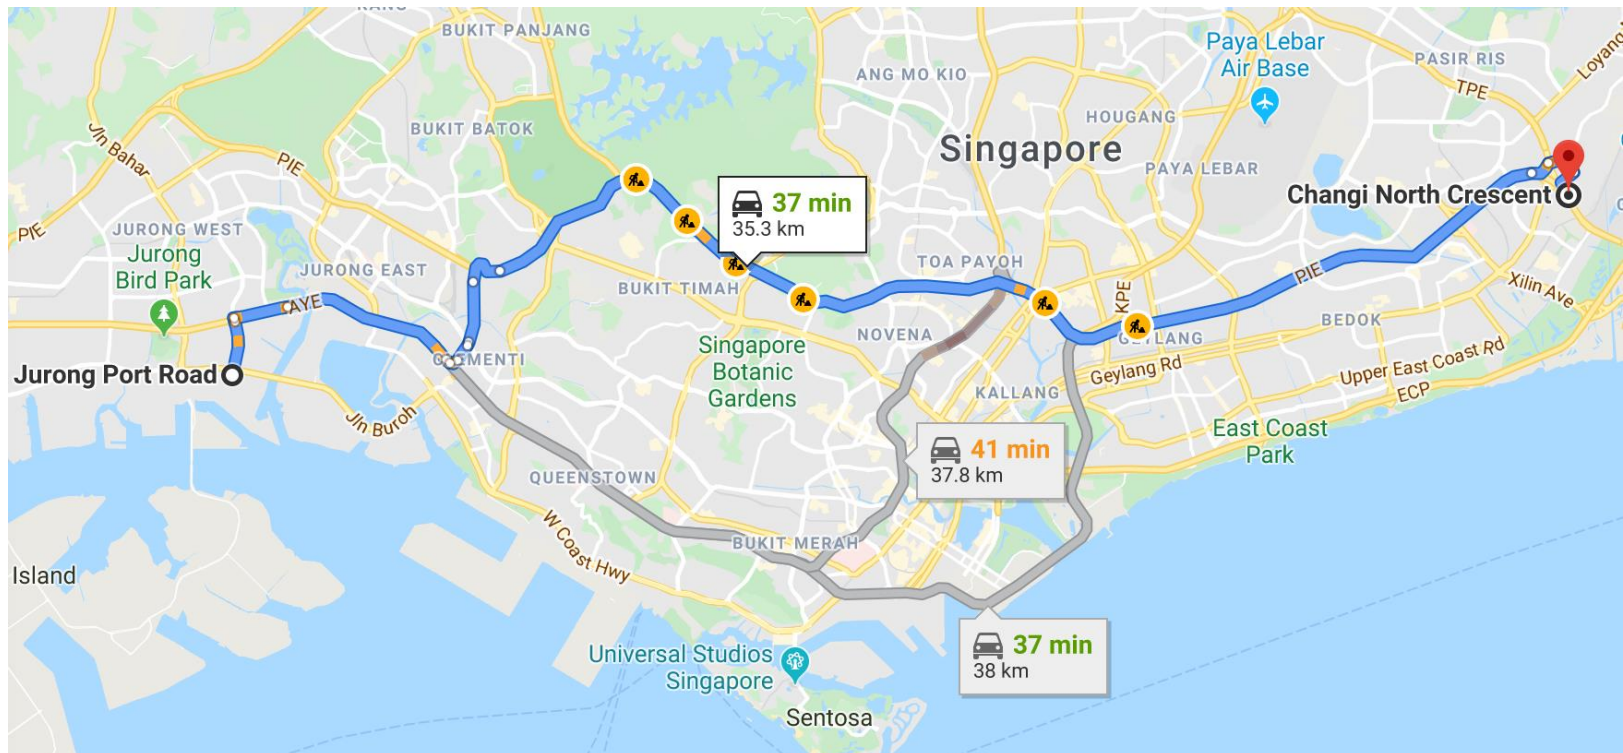 KANG
BUKIT PANJANG
Paya Lebar
Air Base
PASIR RIS
Loyang
ANG MO KIO
TPE
HOUGANG
Jln Bahar
PIE
BUKIT BATOK
Singapore
PAYA LEBAR
Changi North Crescent
37 min
35.3 km
PIE
JURONG WEST
Jurong
Bird Park
JURONG EAST
TOA PAYOH
BUKIT TIMAH
PIE
KPE
Xilin Ave
AYE
NOVENA
BEDOK
GEYLANG
Singapore
Botanic
Gardens
CLEMENTI
Jurong Port Road
Geylang Rd
Upper East Coast Rd
ECP
KALLANG
Jln Buroh
East Coast
Park
41 min
37.8 km
QUEENSTOWN
W Coast Hwy
BUKIT MERAH
Island
37 min
38 km
Universal Studios
Singapore
Sentosa